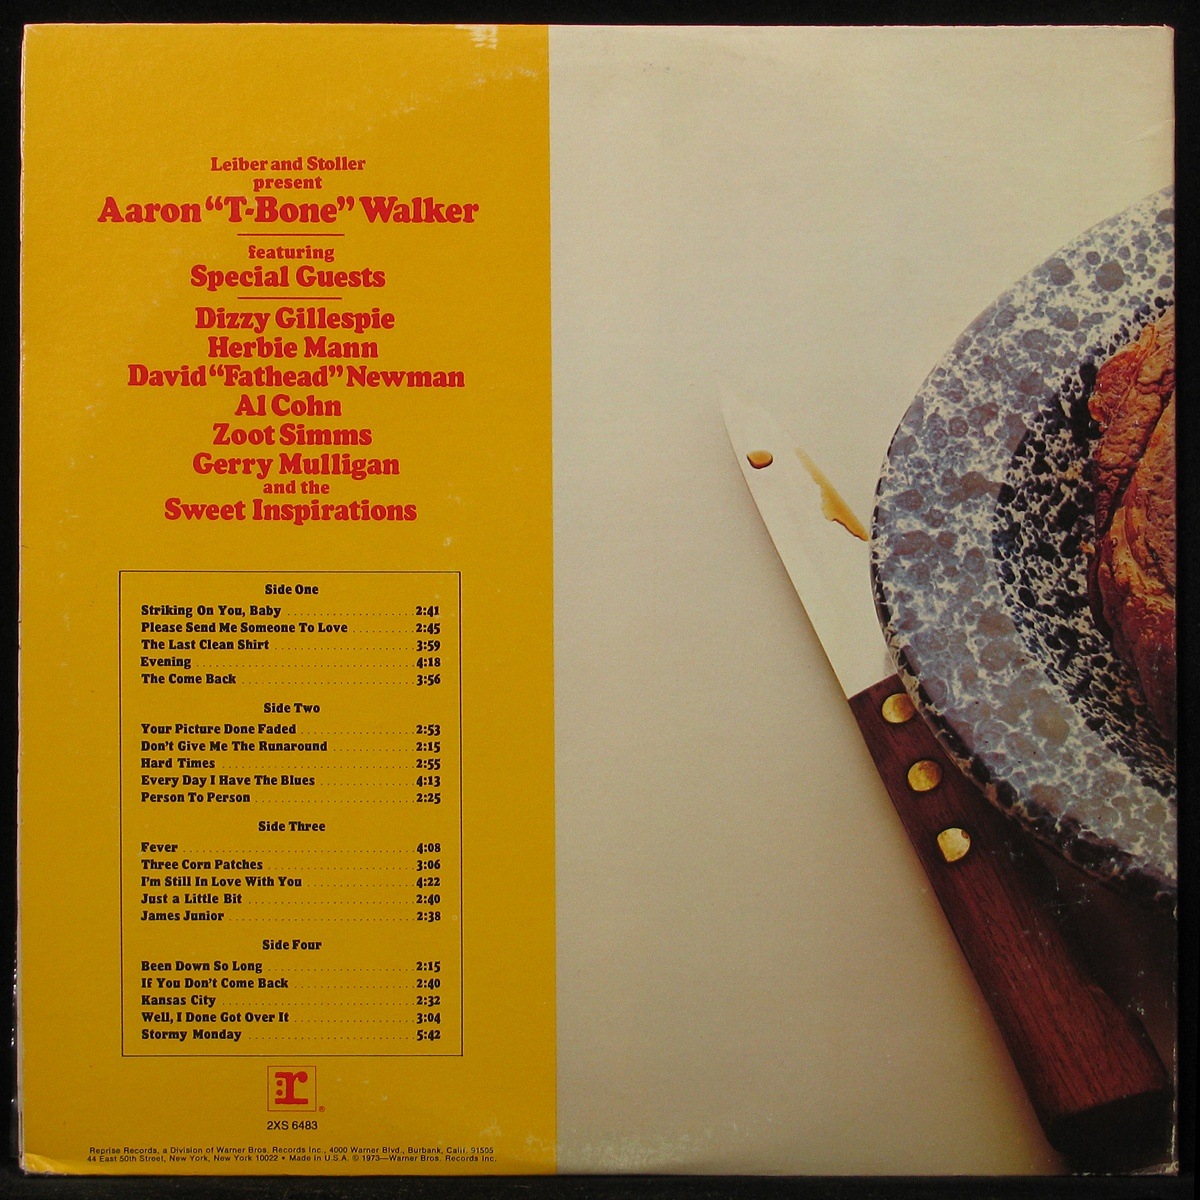 Leiber and Stoller
present
Aaron "T-Bone" Walker
featuring
Special Guests
Dizzy Gillespie
Herbie Mann
David "Fathead" Newman
Al Cohn
Zoot Simms
Gerry Mulligan
and the
Sweet Inspirations
Side One
Striking On You, Baby 2:41
Please Send Me Someone To Love 2:45
The Last Clean Shirt 3:59
Evening 4:18
The Come Back 3:56
Side Two
Your Picture Done Faded 2:53
Don't Give Me The Runaround 2:15
Hard Times 2:55
Every Day I Have The Blues 4:13
Person To Person 2:25
Side Three
Fever 4:08
Three Corn Patches 3:06
I'm Still In Love With You 4:22
Just a Little Bit 2:40
James Junior 2:38
Side Four
Been Down So Long 2:15
If You Don't Come Back 2:40
Kansas City 2:32
Well, I Done Got Over It 3:04
Stormy Monday 5:42
:r ®
2XS 6483
Reprise Records, a Division of Warner Bros. Records Inc., 4000 Warner Blvd., Burbank, Calif. 91505
44 East 50th Street, New York, New York 10022 • Made in U.S.A. © 1973—Warner Bros. Records Inc.